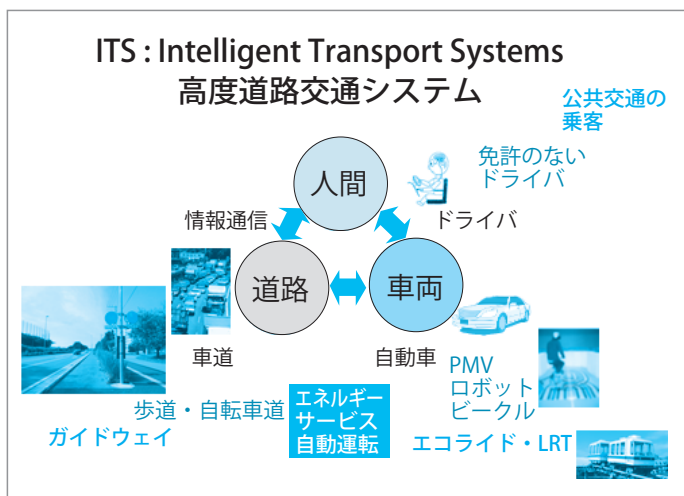 ITS : Intelligent Transport Systems
高度道路交通システム
公共交通の
乗客
免許のない
ドライバ
人間
情報通信
ドライバ
道路
車両
車道
自動車
PMV
ロボット
ビークル
歩道・自転車道
エネルギー
サービス
自動運転
ガイドウェイ
エコライド・LRT